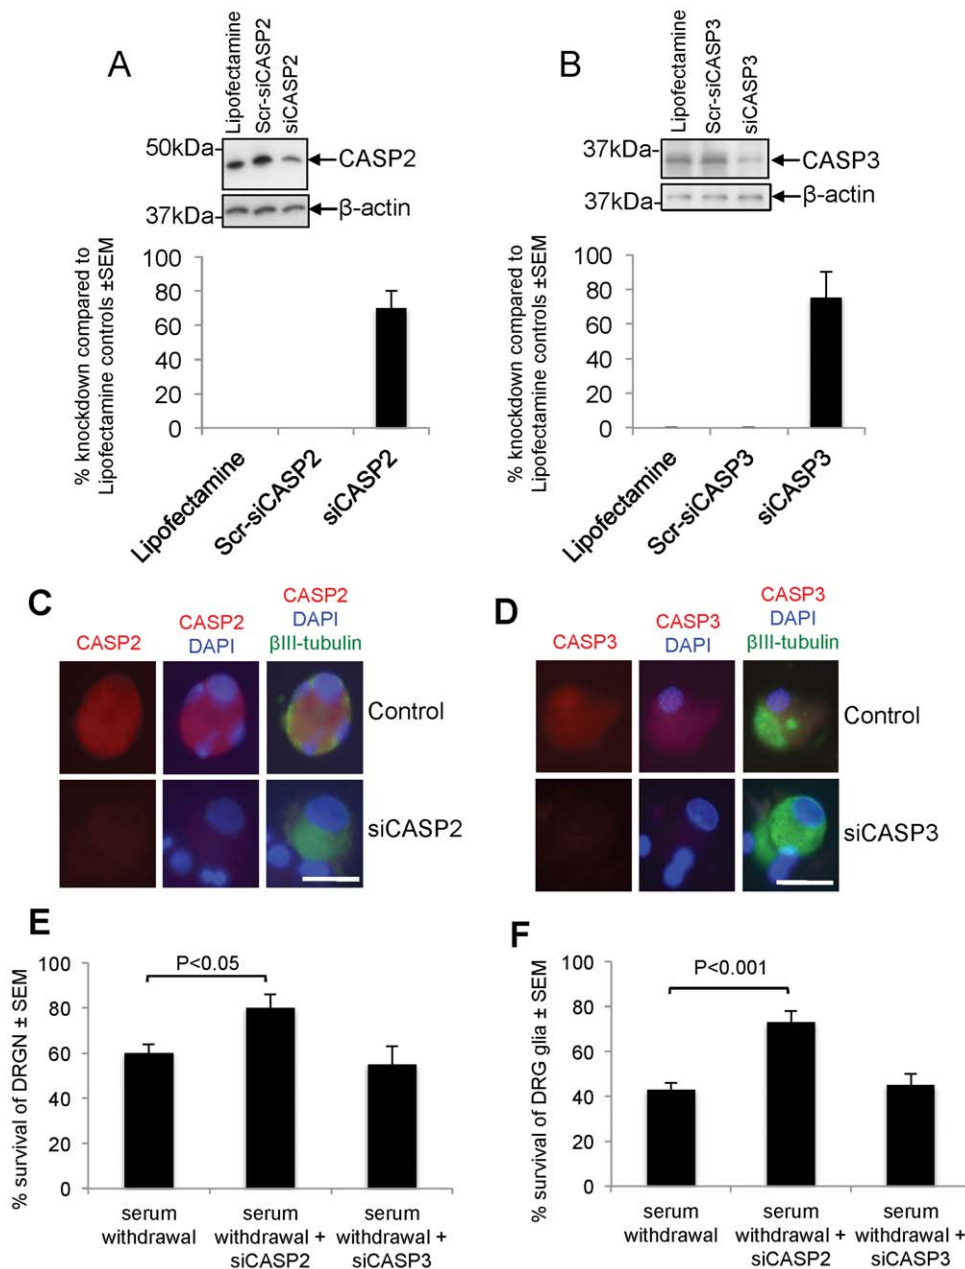 A
Lipofectamine
Scr-siCASP2
siCASP2
50kDa
CASP2
37kDa
β-actin
% knockdown compared to
Lipofectamine controls ±SEM
100
80
60
40
20
0
Lipofectamine
Scr-siCASP2
siCASP2
B
Lipofectamine
Scr-siCASP3
siCASP3
37kDa
CASP3
37kDa
β-actin
% knockdown compared to
Lipofectamine controls ±SEM
100
80
60
40
20
0
Lipofectamine
Scr-siCASP3
siCASP3
C
CASP2
CASP2
DAPI
CASP2
DAPI
βIII-tubulin
Control
siCASP2
D
CASP3
CASP3
DAPI
CASP3
DAPI
βIII-tubulin
Control
siCASP3
E
% survival of DRGN ± SEM
100
80
60
40
20
0
P<0.05
serum
withdrawal
serum
withdrawal +
siCASP2
serum
withdrawal +
siCASP3
F
% survival of DRG glia ± SEM
100
80
60
40
20
0
P<0.001
serum
withdrawal
serum
withdrawal +
siCASP2
serum
withdrawal +
siCASP3